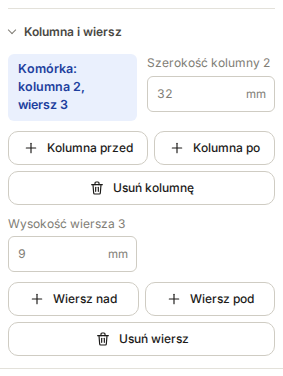 Kolumna i wiersz
Komórka:
kolumna 2,
wiersz 3
Szerokość kolumny 2
32 mm
Kolumna przed
Kolumna po
Usuń kolumnę
Wysokość wiersza 3
9 mm
Wiersz nad
Wiersz pod
Usuń wiersz